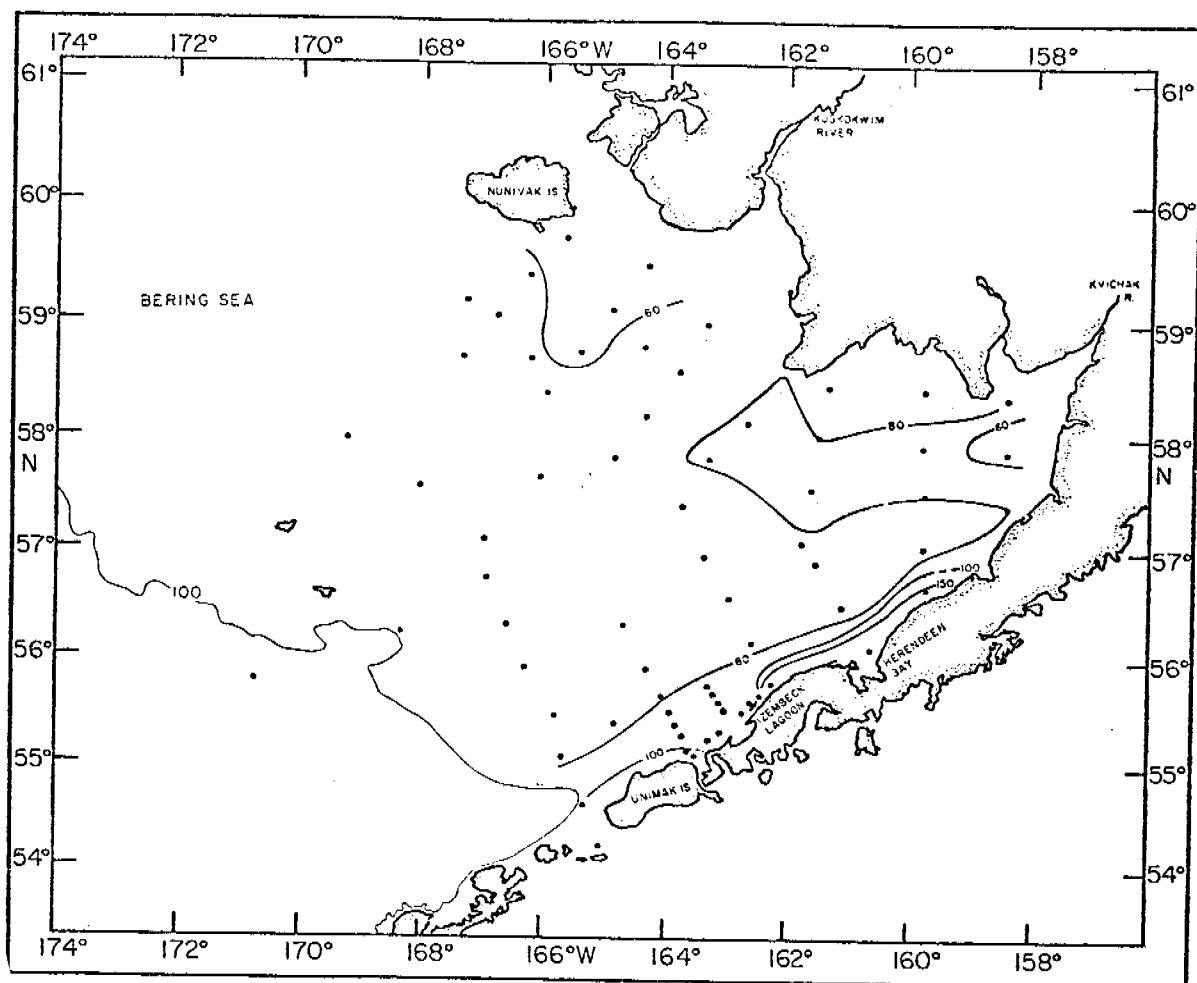 174° 172° 170° 168° 166°W 164° 162° 160° 158°
61° 61°
KUSKOKWIM
RIVER
60° NUNIVAK IS 60°
BERING SEA
KVICHAK
R.
59° 60 59°
58° 80 60 58°
N N
57° 57°
100
150
100
56° 80 56°
HERENDEEN
BAY
IZEMBECK
LAGOON
55° 100 55°
UNIMAK IS
54° 54°
174° 172° 170° 168° 166°W 164° 162° 160° 158°